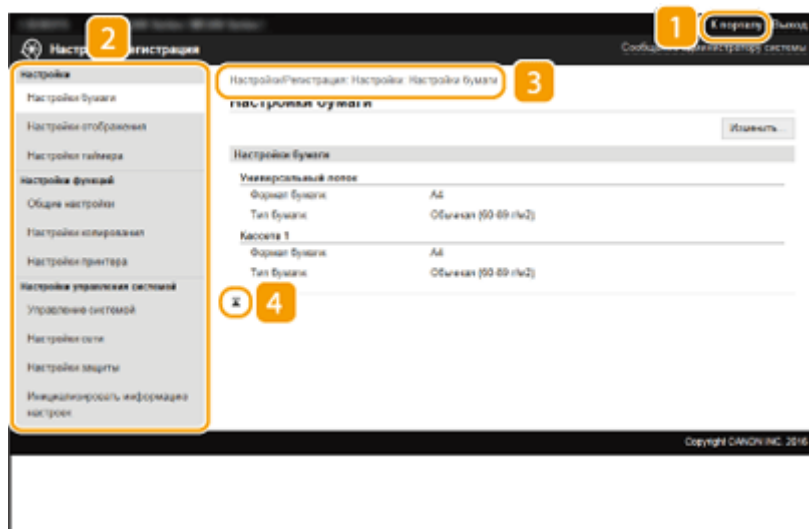 1
К порталу Выход
2
Настр истрация
Сообщ администратору системы
Настройки
Настройки бумаги
Настройки отображения
Настройки таймера
Настройки функций
Общие настройки
Настройки копирования
Настройки принтера
Настройки управления системой
Управление системой
Настройки сети
Настройки защиты
Инициализировать информацию
настроек
Настройки/Регистрация: Настройки: Настройки бумаги
3
Настройки бумаги
Изменить...
Настройки бумаги
Универсальный лоток
Формат бумаги: A4
Тип бумаги: Обычная (60-89 г/м2)
Кассета 1
Формат бумаги: A4
Тип бумаги: Обычная (60-89 г/м2)
4
Copyright CANON INC. 2016